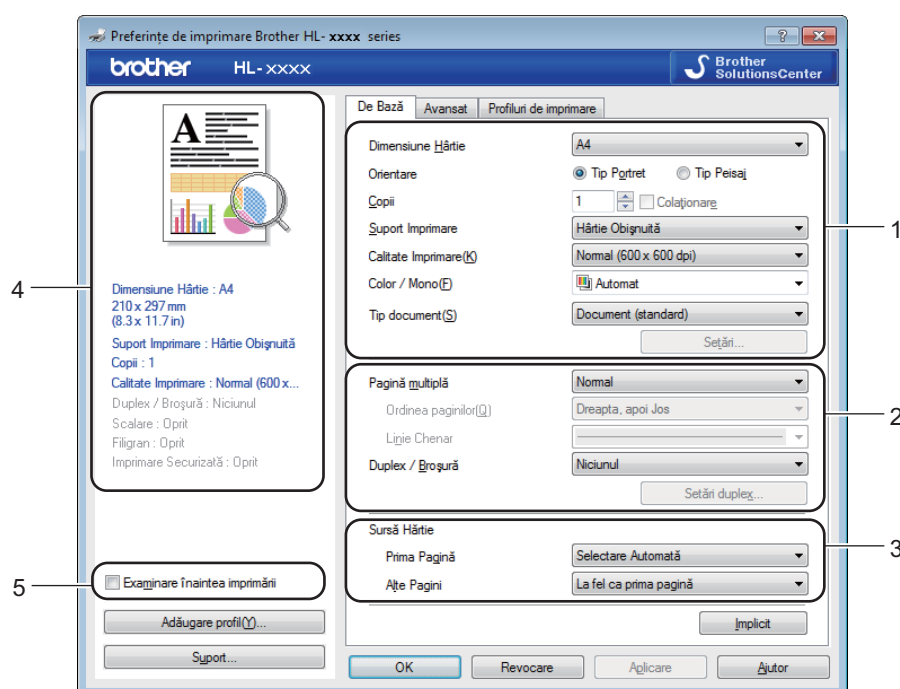 Preferințe de imprimare Brother HL- xxxx series
brother HL-xxxx
Brother
SolutionsCenter
4
A
Dimensiune Hârtie : A4
210 x 297 mm
(8.3 x 11.7 in)
Suport Imprimare : Hârtie Obișnuită
Copii : 1
Calitate Imprimare : Normal (600 x...
Duplex / Broșură : Niciunul
Scalare : Oprit
Filigran : Oprit
Imprimare Securizată : Oprit
5
Examinare înaintea imprimării
Adăugare profil(Y)...
Suport...
De Bază Avansat Profiluri de imprimare
Dimensiune Hârtie A4
Orientare Tip Portret Tip Peisaj
Copii 1 Colaționare
Suport Imprimare Hârtie Obișnuită
Calitate Imprimare(K) Normal (600 x 600 dpi)
Color / Mono(F) Automat
Tip document(S) Document (standard)
Setări...
1
Pagină multiplă Normal
Ordinea paginilor(Q) Dreapta, apoi Jos
Linie Chenar
Duplex / Broșură Niciunul
Setări duplex...
2
Sursă Hârtie
Prima Pagină Selectare Automată
Alte Pagini La fel ca prima pagină
3
Implicit
OK Revocare Aplicare Ajutor